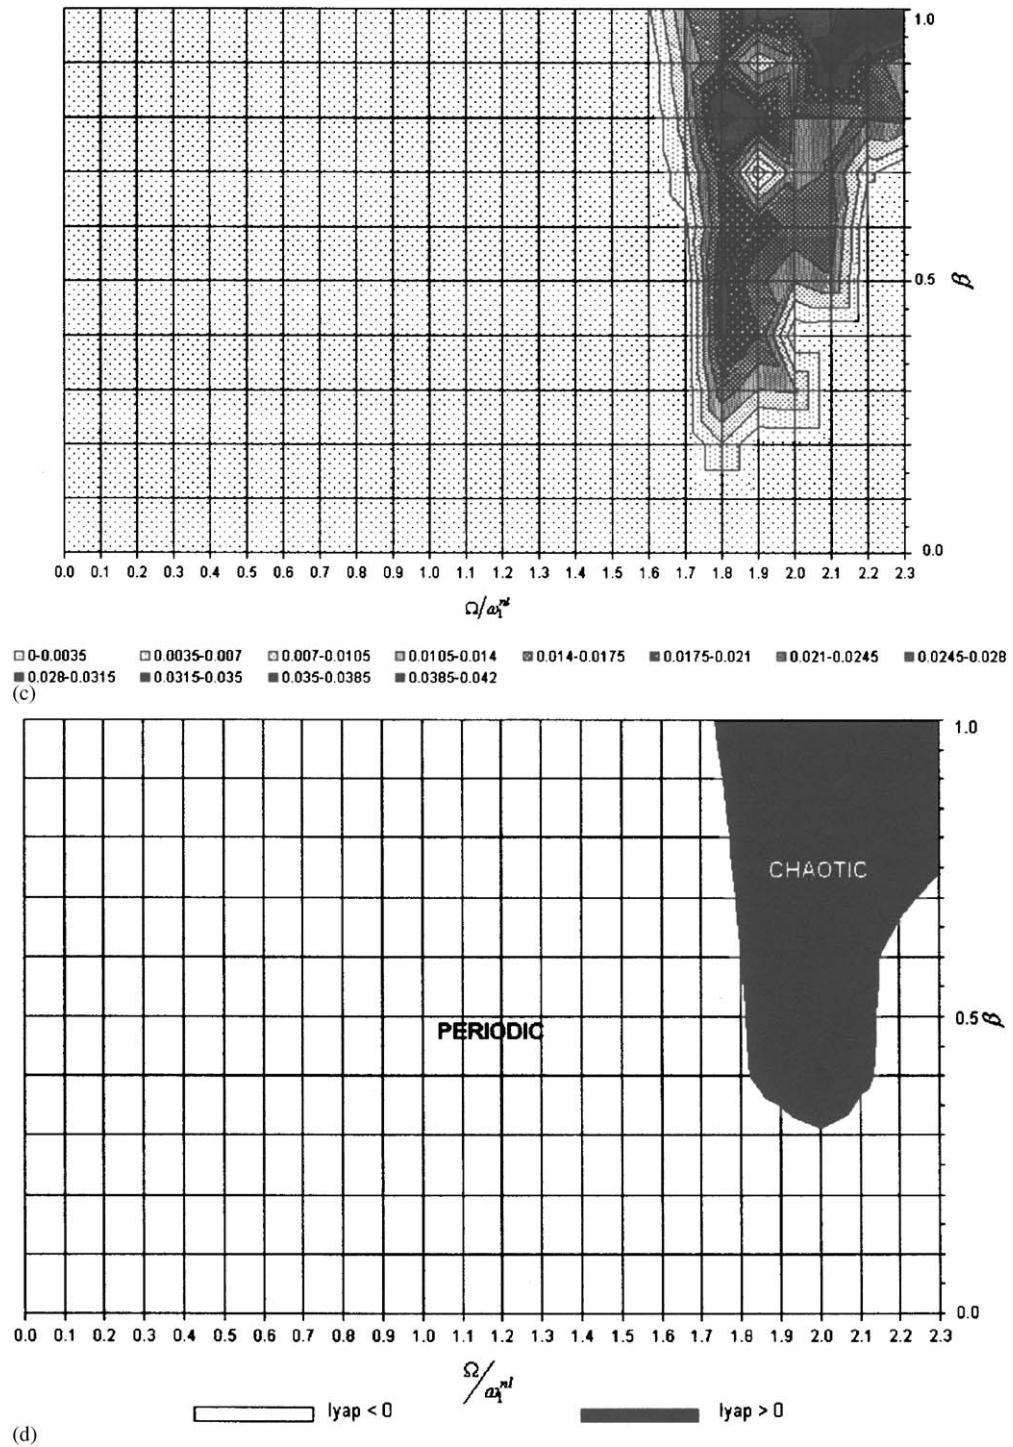 1.0
0.5
β
0.0
0.0 0.1 0.2 0.3 0.4 0.5 0.6 0.7 0.8 0.9 1.0 1.1 1.2 1.3 1.4 1.5 1.6 1.7 1.8 1.9 2.0 2.1 2.2 2.3
Ω/ω₁ⁿˡ
0-0.0035 0.0035-0.007 0.007-0.0105 0.0105-0.014 0.014-0.0175 0.0175-0.021 0.021-0.0245 0.0245-0.028
0.028-0.0315 0.0315-0.035 0.035-0.0385 0.0385-0.042
(c)
1.0
CHAOTIC
0.5
β
PERIODIC
0.0
0.0 0.1 0.2 0.3 0.4 0.5 0.6 0.7 0.8 0.9 1.0 1.1 1.2 1.3 1.4 1.5 1.6 1.7 1.8 1.9 2.0 2.1 2.2 2.3
Ω/ω₁ⁿˡ
lyap < 0 lyap > 0
(d)